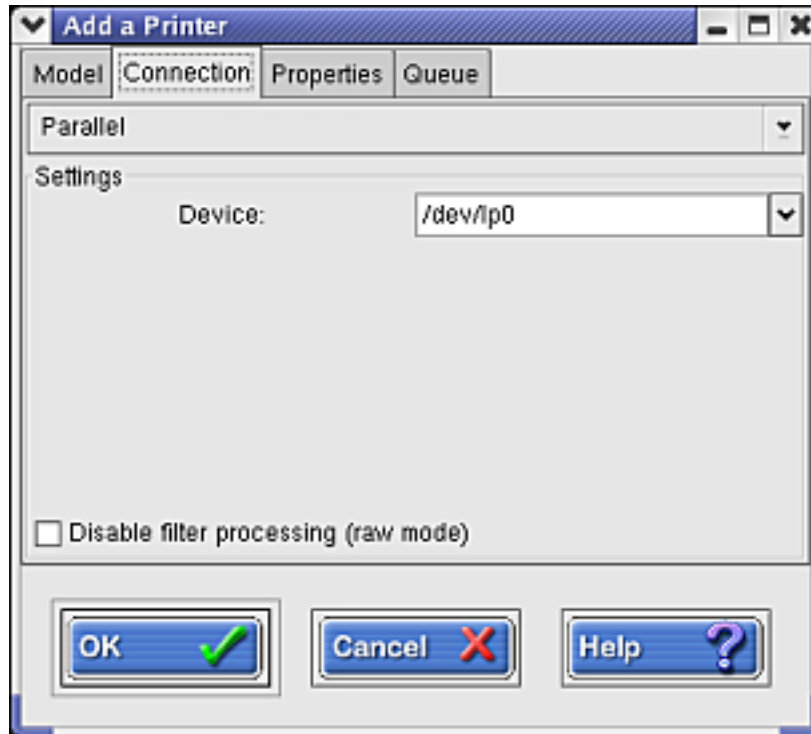 Add a Printer
Model Connection Properties Queue
Parallel
Settings
Device: /dev/lp0
Disable filter processing (raw mode)
OK Cancel Help